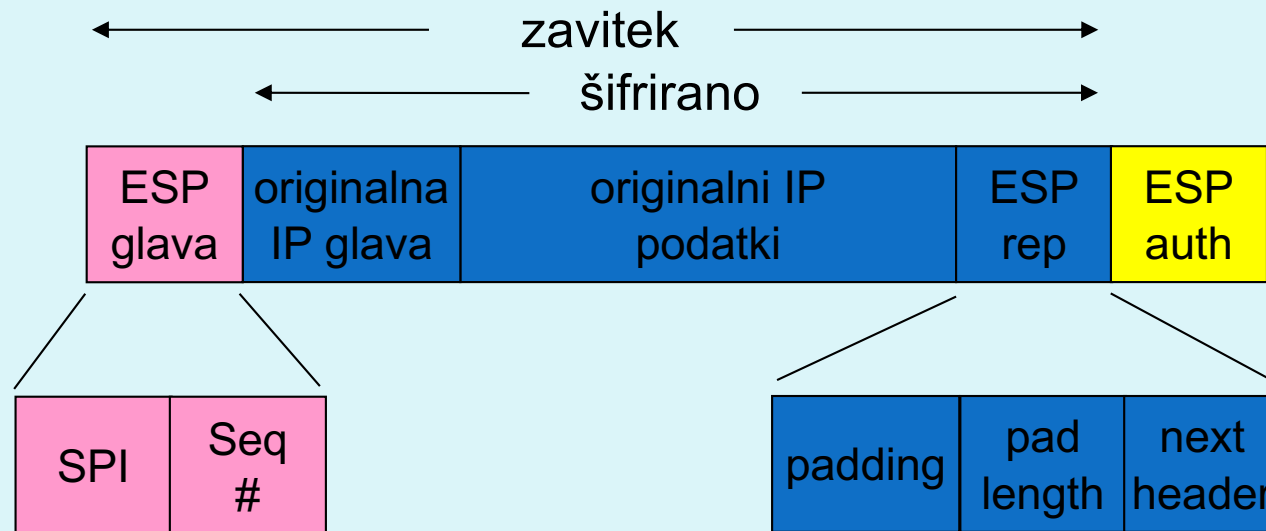 zavitek
šifrirano
ESP
glava
originalna
IP glava
originalni IP
podatki
ESP
rep
ESP
auth
SPI
Seq
#
padding
pad
length
next
header